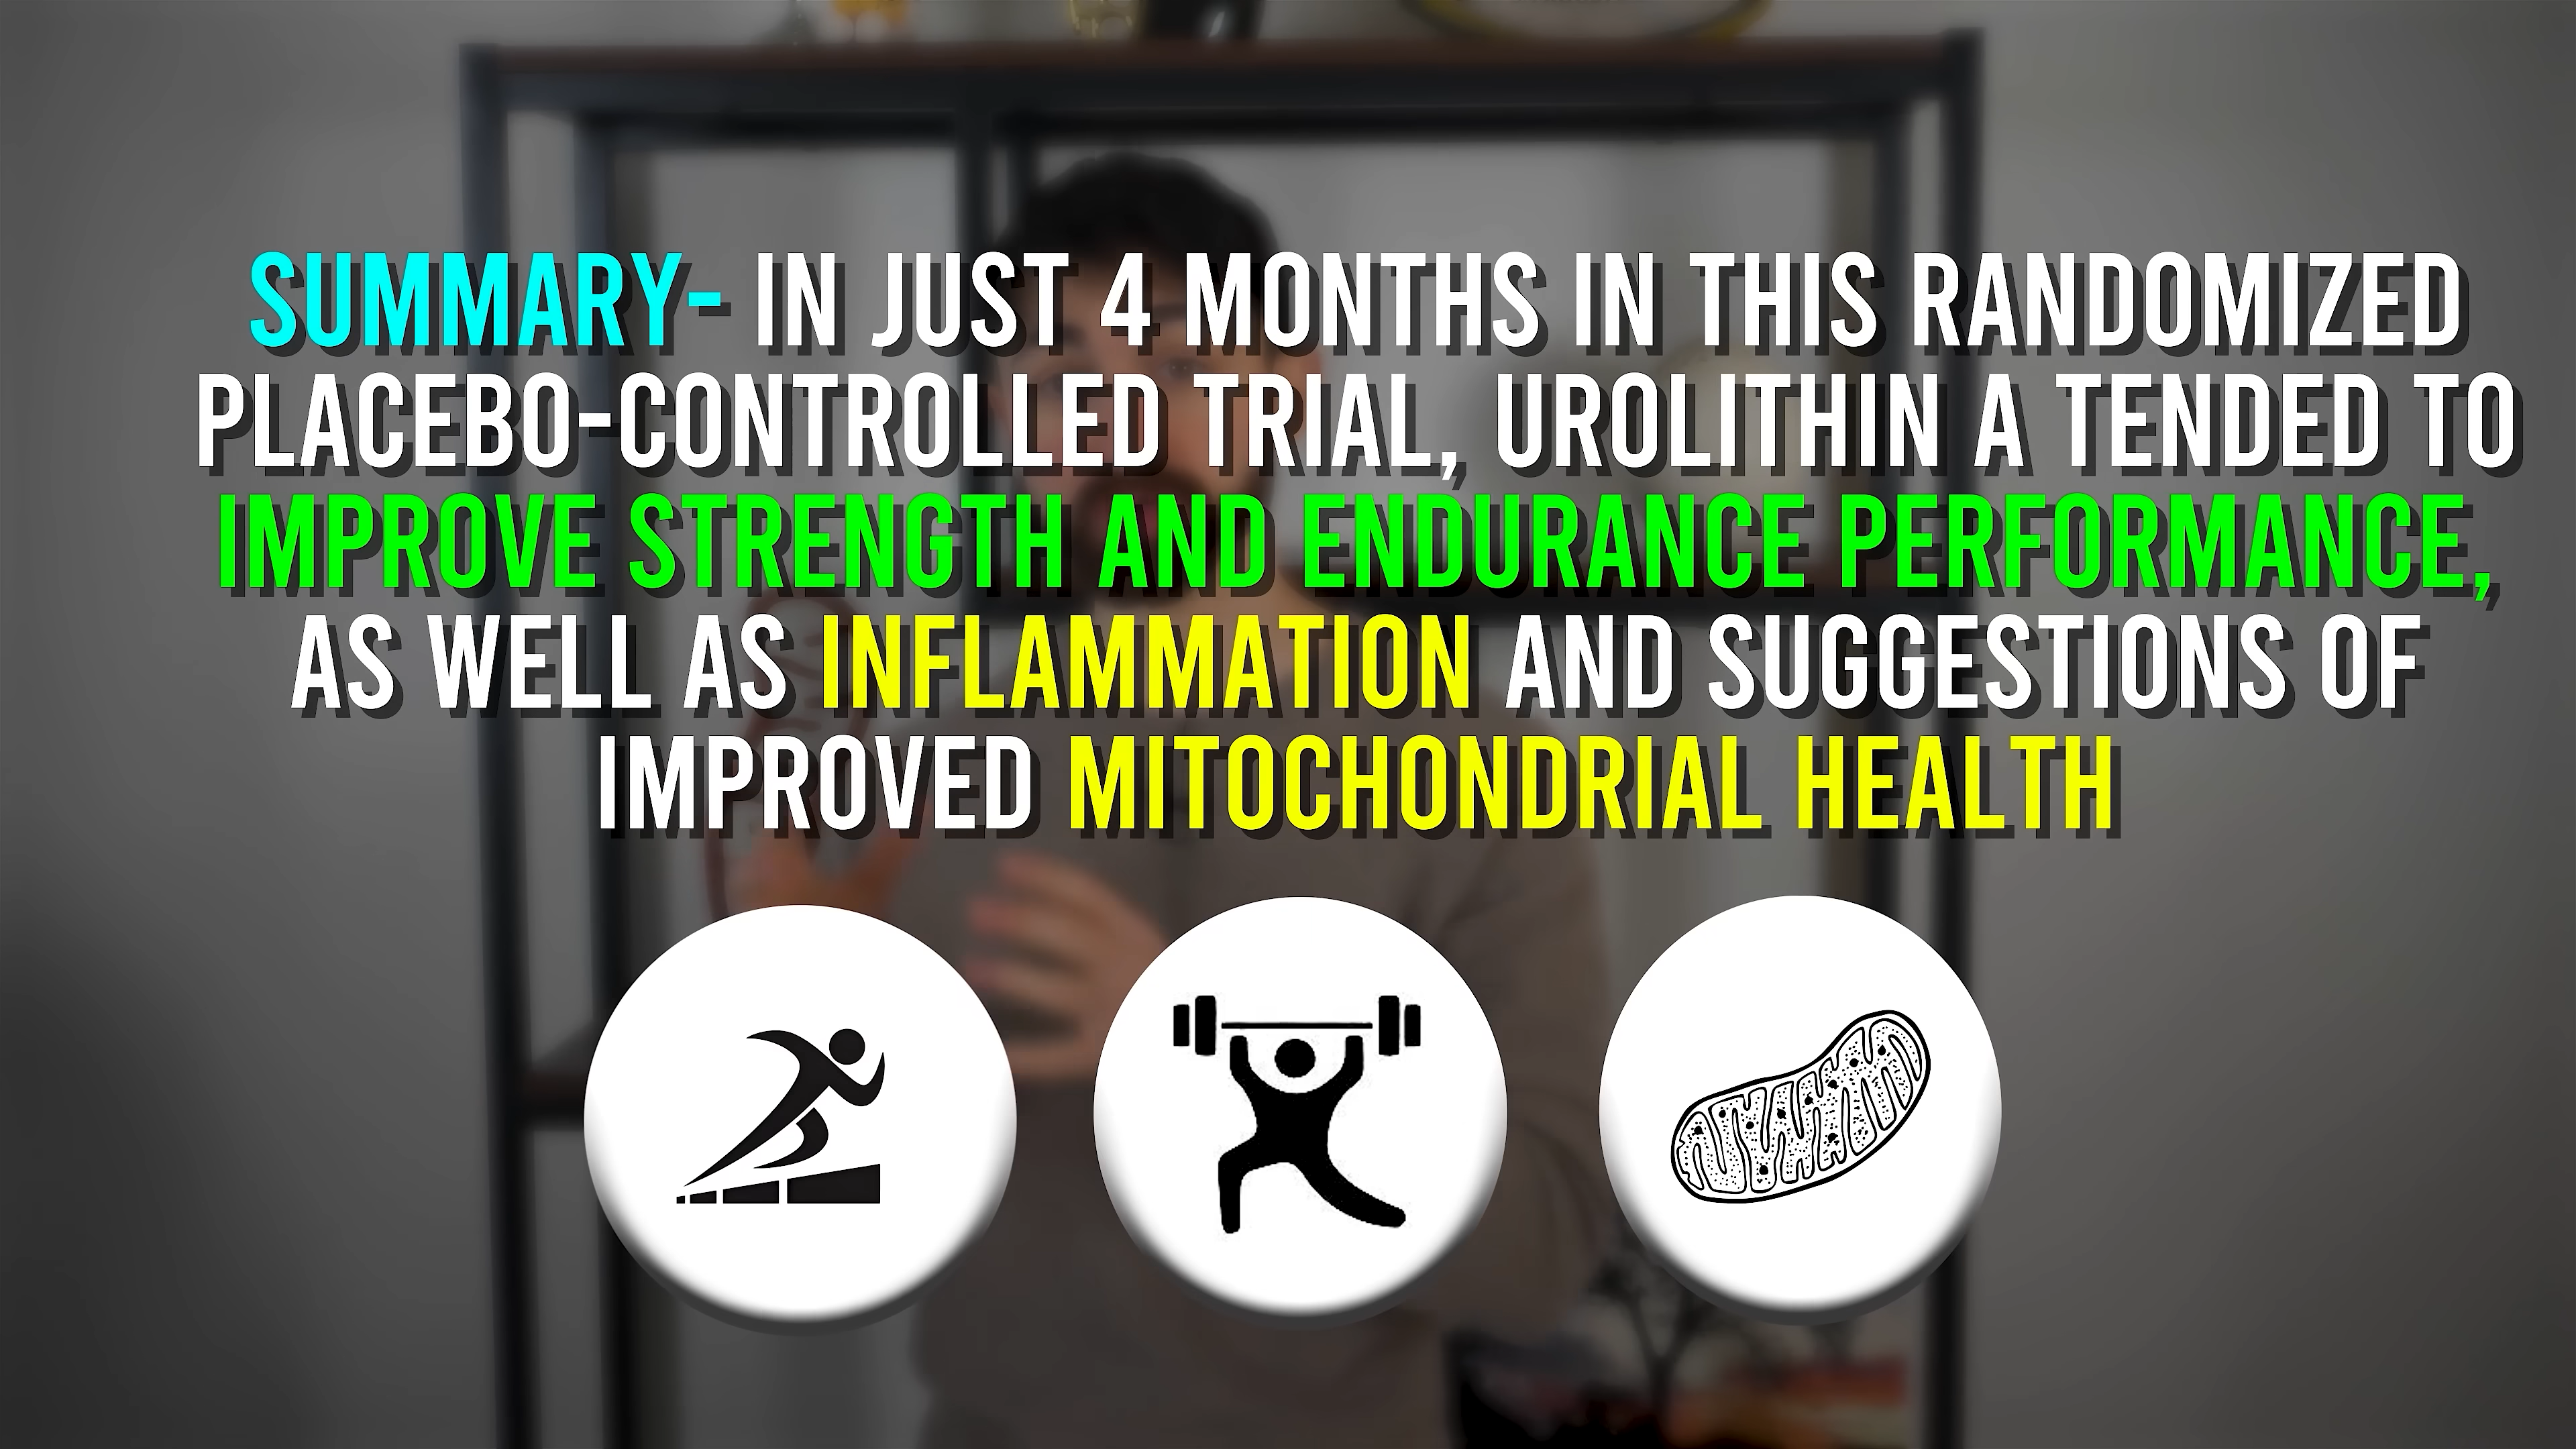 SUMMARY- IN JUST 4 MONTHS IN THIS RANDOMIZED
PLACEBO-CONTROLLED TRIAL, UROLITHIN A TENDED TO
IMPROVE STRENGTH AND ENDURANCE PERFORMANCE,
AS WELL AS INFLAMMATION AND SUGGESTIONS OF
IMPROVED MITOCHONDRIAL HEALTH